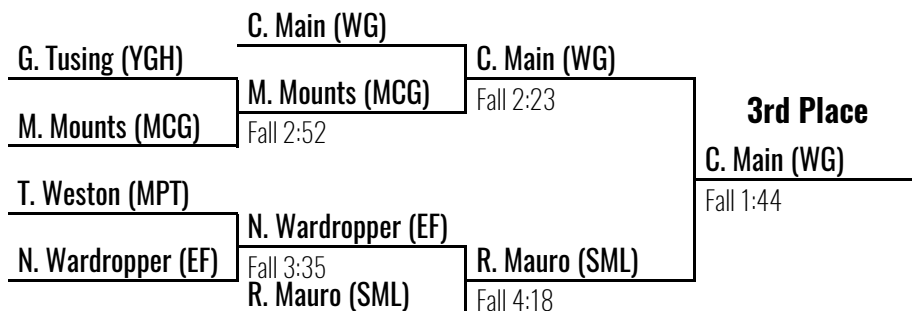 C. Main (WG)
G. Tusing (YGH)
C. Main (WG)
M. Mounts (MCG)
Fall 2:23
3rd Place
M. Mounts (MCG)
Fall 2:52
C. Main (WG)
T. Weston (MPT)
Fall 1:44
N. Wardropper (EF)
N. Wardropper (EF)
Fall 3:35
R. Mauro (SML)
R. Mauro (SML)
Fall 4:18